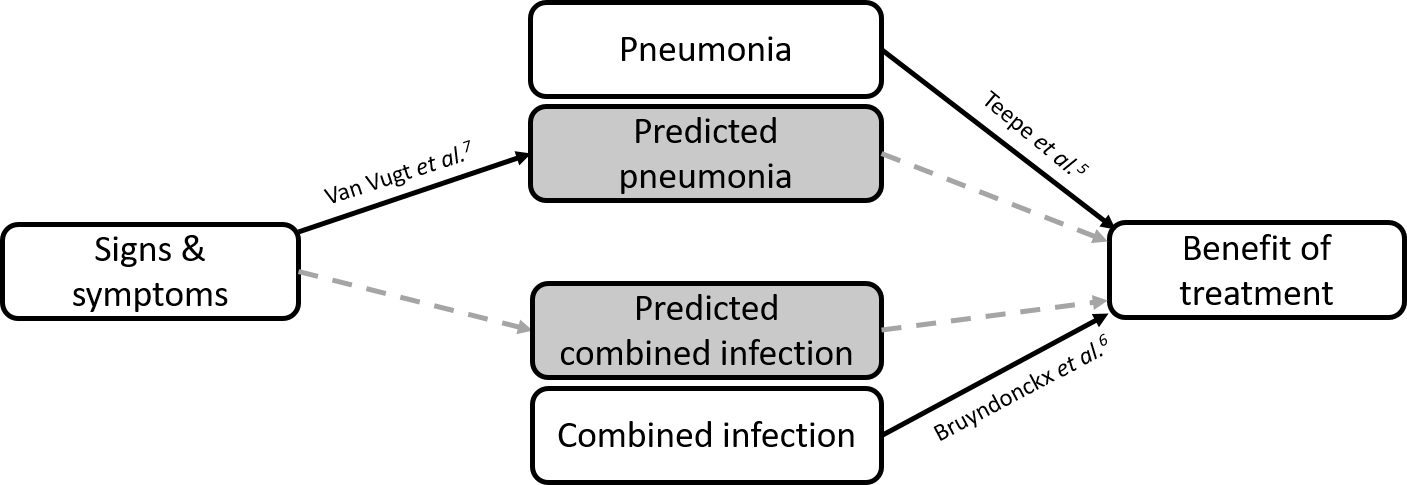 Pneumonia
Predicted
pneumonia
Teepe et al.5
Van Vugt et al.7
Signs &
symptoms
Benefit of
treatment
Predicted
combined infection
Combined infection
Bruyndonckx et al.6